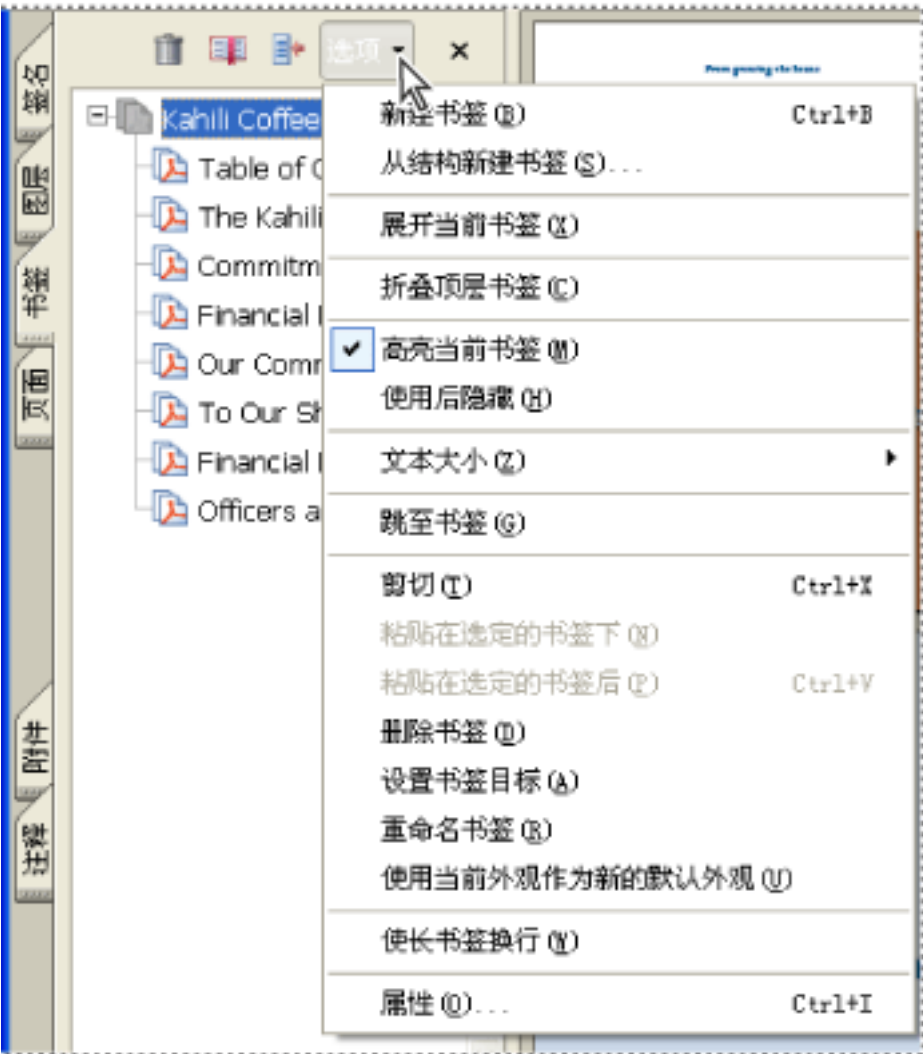 选项
From pouring the beans
签名
图层
书签
页面
附件
注释
Kahili Coffee
Table of C
The Kahili
Commitm
Financial
Our Comm
To Our Sh
Financial
Officers a
新建书签(B) Ctrl+B
从结构新建书签(S)...
展开当前书签(X)
折叠顶层书签(C)
高亮当前书签(M)
使用后隐藏(H)
文本大小(Z)
跳至书签(G)
剪切(T) Ctrl+X
粘贴在选定的书签下(N)
粘贴在选定的书签后(P) Ctrl+V
删除书签(D)
设置书签目标(A)
重命名书签(R)
使用当前外观作为新的默认外观(U)
使长书签换行(W)
属性(O)... Ctrl+I